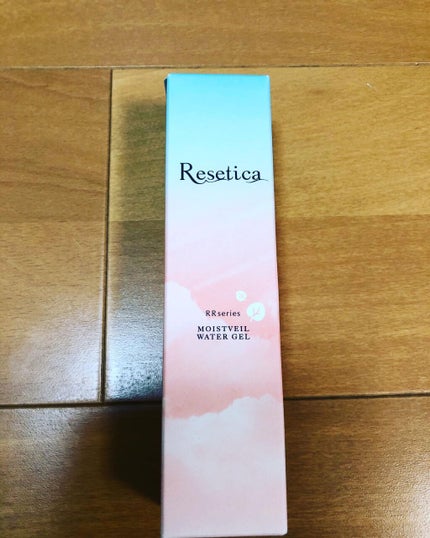 Resetica
RRseries
MOISTVEIL
WATER GEL